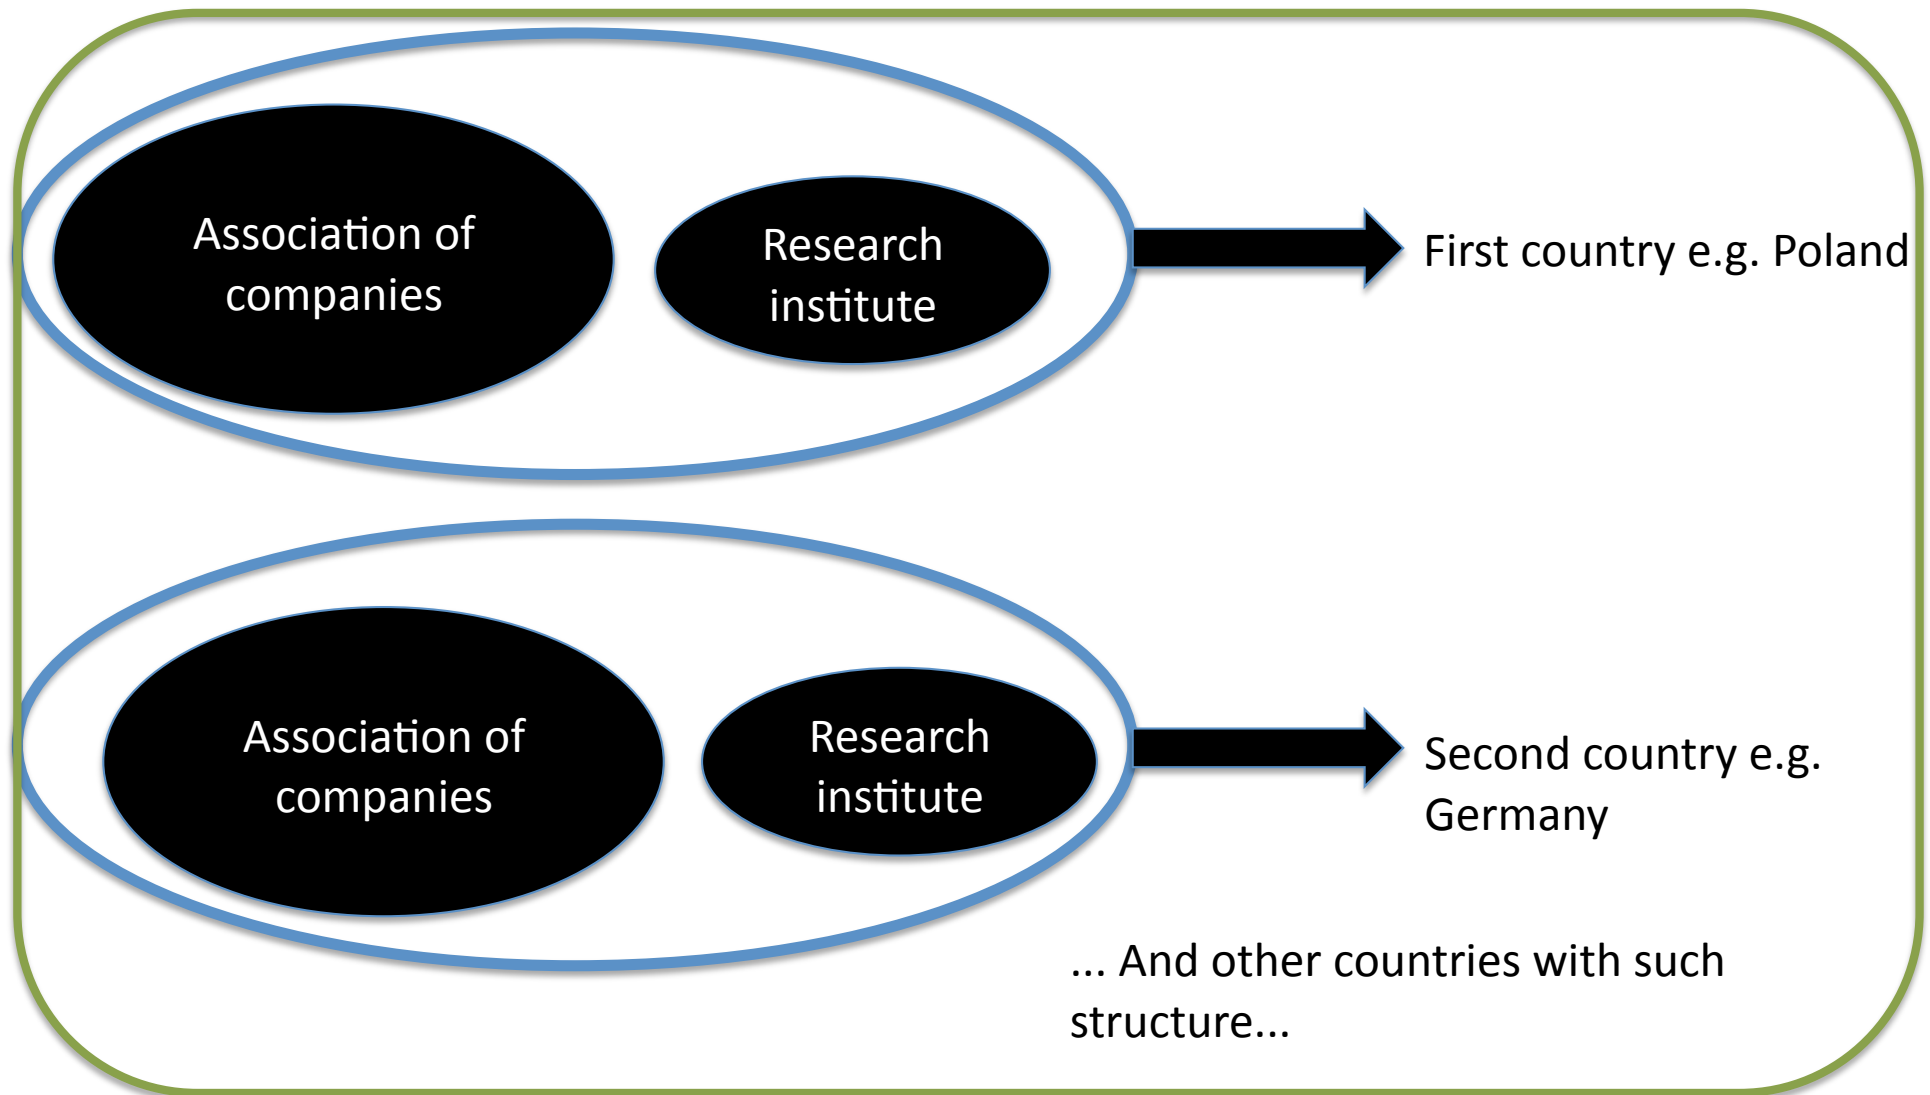 Association of
companies
Research
institute
First country e.g. Poland
Association of
companies
Research
institute
Second country e.g.
Germany
... And other countries with such
structure...